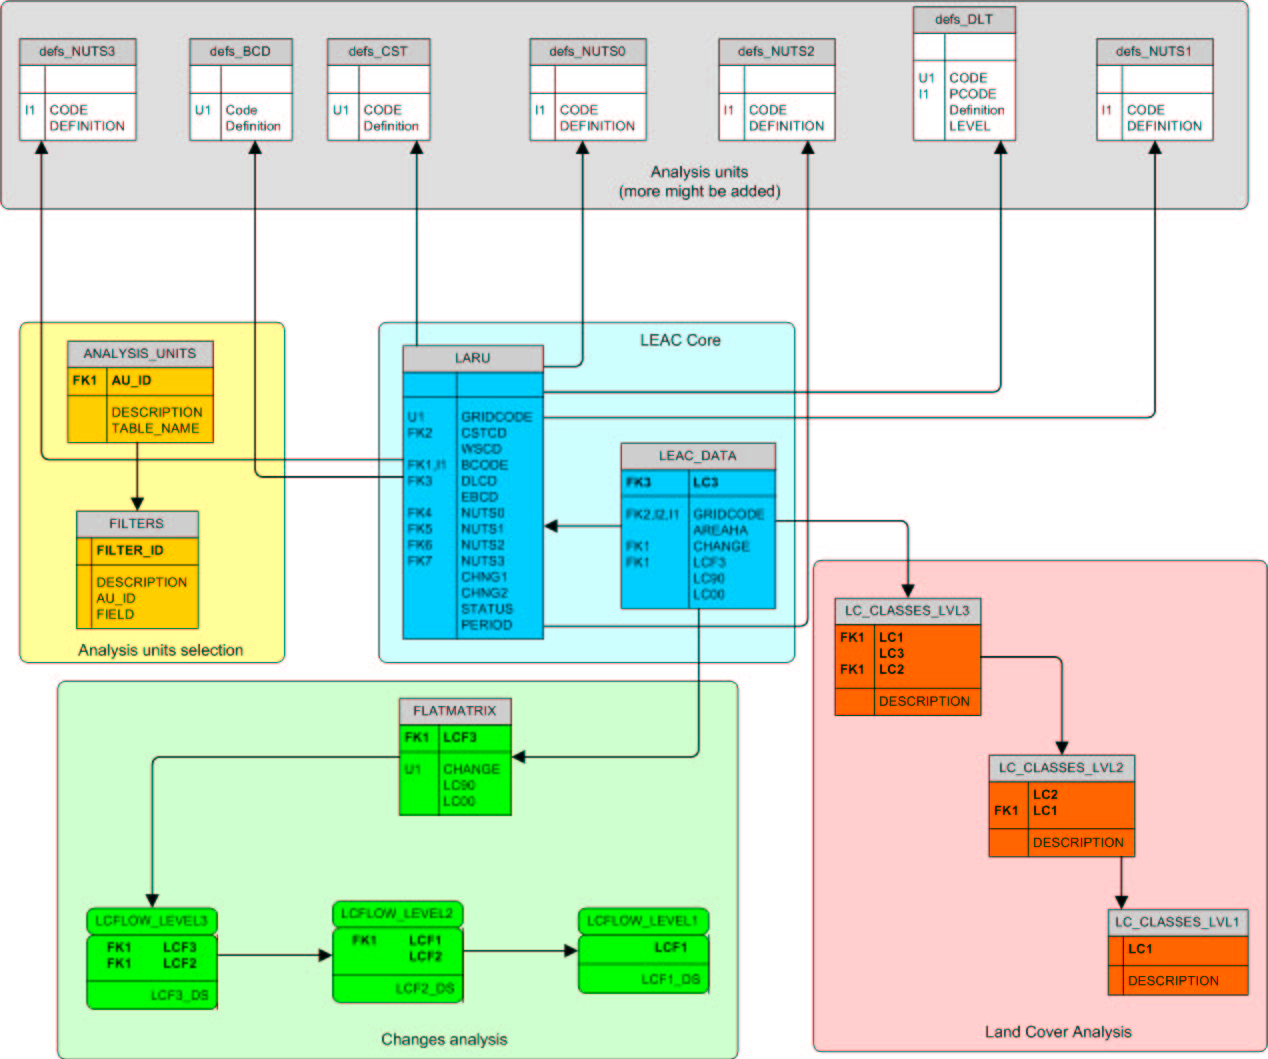 defs_NUTS3
I1 CODE
DEFINITION
defs_BCD
U1 Code
Definition
defs_CST
U1 CODE
Definition
defs_NUTS0
I1 CODE
DEFINITION
defs_NUTS2
I1 CODE
DEFINITION
defs_DLT
U1 CODE
I1 PCODE
Definition
LEVEL
defs_NUTS1
I1 CODE
DEFINITION
Analysis units
(more might be added)
ANALYSIS_UNITS
FK1 AU_ID
DESCRIPTION
TABLE_NAME
FILTERS
FILTER_ID
DESCRIPTION
AU_ID
FIELD
Analysis units selection
LEAC Core
LARU
U1 GRIDCODE
FK2 CSTCD
WSCD
FK1,I1 BCODE
FK3 DLCD
EBCD
FK4 NUTS0
FK5 NUTS1
FK6 NUTS2
FK7 NUTS3
CHNG1
CHNG2
STATUS
PERIOD
LEAC_DATA
FK3 LC3
FK2,I2,I1 GRIDCODE
AREAHA
FK1 CHANGE
FK1 LCF3
LC90
LC00
LC_CLASSES_LVL3
FK1 LC1
LC3
FK1 LC2
DESCRIPTION
LC_CLASSES_LVL2
LC2
FK1 LC1
DESCRIPTION
LC_CLASSES_LVL1
LC1
DESCRIPTION
Land Cover Analysis
FLATMATRIX
FK1 LCF3
U1 CHANGE
LC90
LC00
LCFLOW_LEVEL3
FK1 LCF3
FK1 LCF2
LCF3_DS
LCFLOW_LEVEL2
FK1 LCF1
LCF2
LCF2_DS
LCFLOW_LEVEL1
LCF1
LCF1_DS
Changes analysis